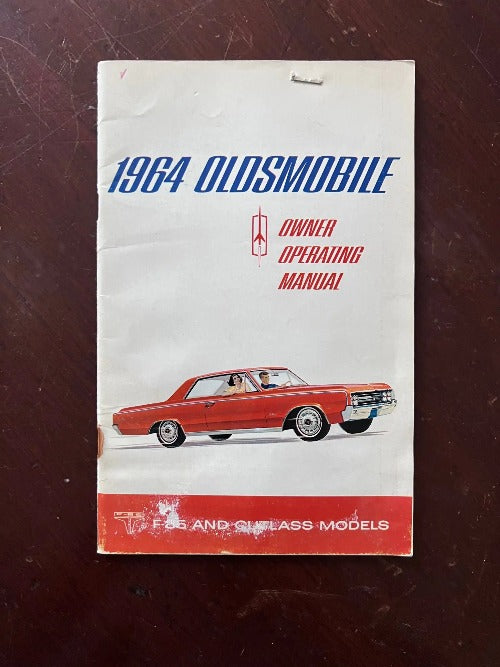 1964 OLDSMOBILE
OWNER
OPERATING
MANUAL
F-85 AND CUTLASS MODELS